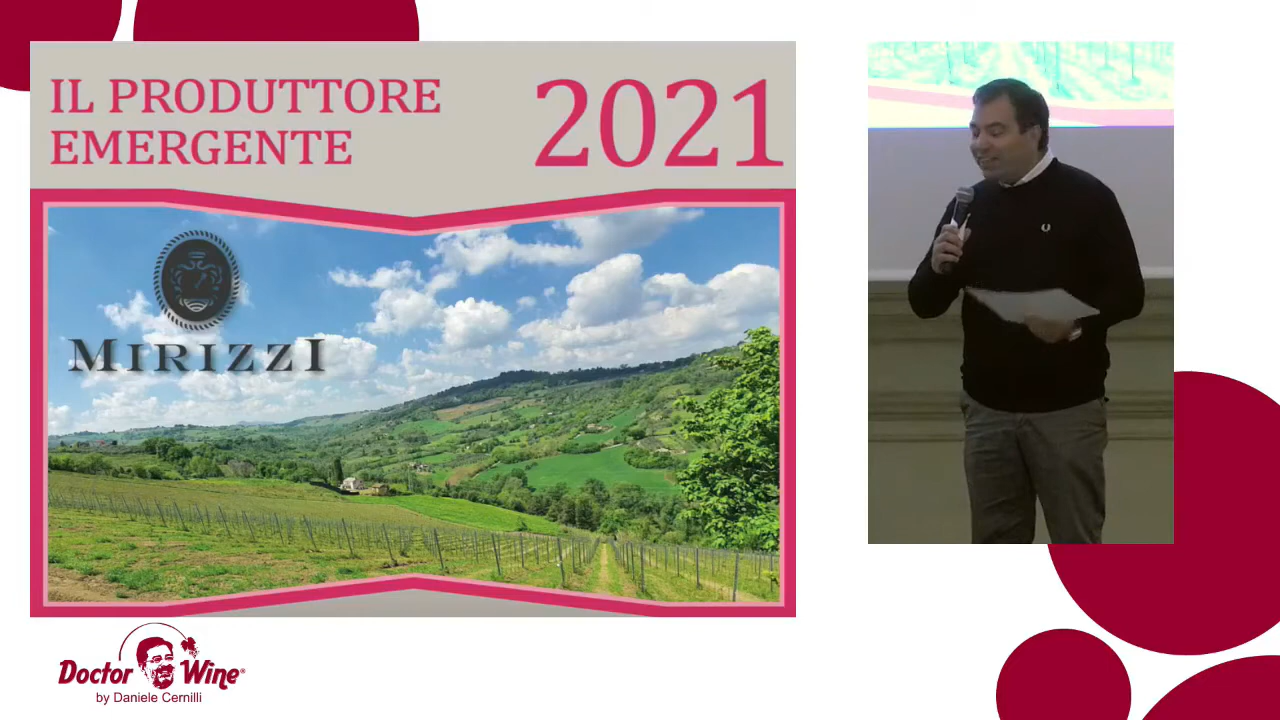 IL PRODUTTORE
EMERGENTE
2021
MIRIZZI
Doctor Wine®
by Daniele Cernilli